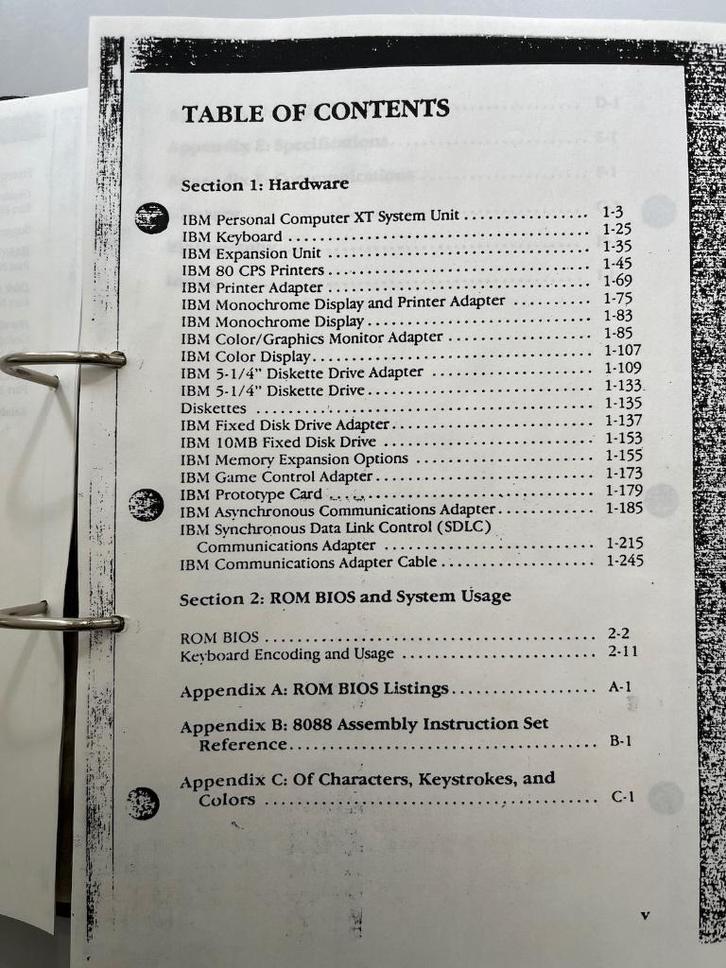 TABLE OF CONTENTS
Section 1: Hardware
IBM Personal Computer XT System Unit ................ 1-3
IBM Keyboard ........................................ 1-25
IBM Expansion Unit .................................. 1-35
IBM 80 CPS Printers ................................. 1-45
IBM Printer Adapter ................................. 1-69
IBM Monochrome Display and Printer Adapter .......... 1-75
IBM Monochrome Display .............................. 1-83
IBM Color/Graphics Monitor Adapter .................. 1-85
IBM Color Display ................................... 1-107
IBM 5-1/4" Diskette Drive Adapter ................... 1-109
IBM 5-1/4" Diskette Drive ........................... 1-133
Diskettes ........................................... 1-135
IBM Fixed Disk Drive Adapter ........................ 1-137
IBM 10MB Fixed Disk Drive ........................... 1-153
IBM Memory Expansion Options ........................ 1-155
IBM Game Control Adapter ............................ 1-173
IBM Prototype Card .................................. 1-179
IBM Asynchronous Communications Adapter ............. 1-185
IBM Synchronous Data Link Control (SDLC)
Communications Adapter .............................. 1-215
IBM Communications Adapter Cable .................... 1-245
Section 2: ROM BIOS and System Usage
ROM BIOS ............................................ 2-2
Keyboard Encoding and Usage ......................... 2-11
Appendix A: ROM BIOS Listings ....................... A-1
Appendix B: 8088 Assembly Instruction Set
Reference ........................................... B-1
Appendix C: Of Characters, Keystrokes, and
Colors .............................................. C-1
v